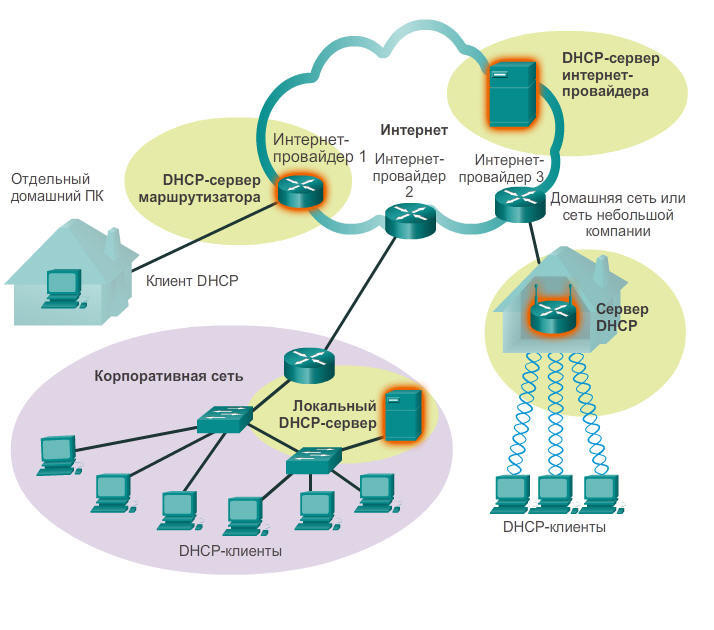 DHCP-сервер
интернет-
провайдера
Интернет
Интернет-
провайдер 1
Интернет-
провайдер
2
Интернет-
провайдер 3
DHCP-сервер
маршрутизатора
Отдельный
домашний ПК
Клиент DHCP
Домашняя сеть или
сеть небольшой
компании
Сервер
DHCP
Корпоративная сеть
Локальный
DHCP-сервер
DHCP-клиенты
DHCP-клиенты